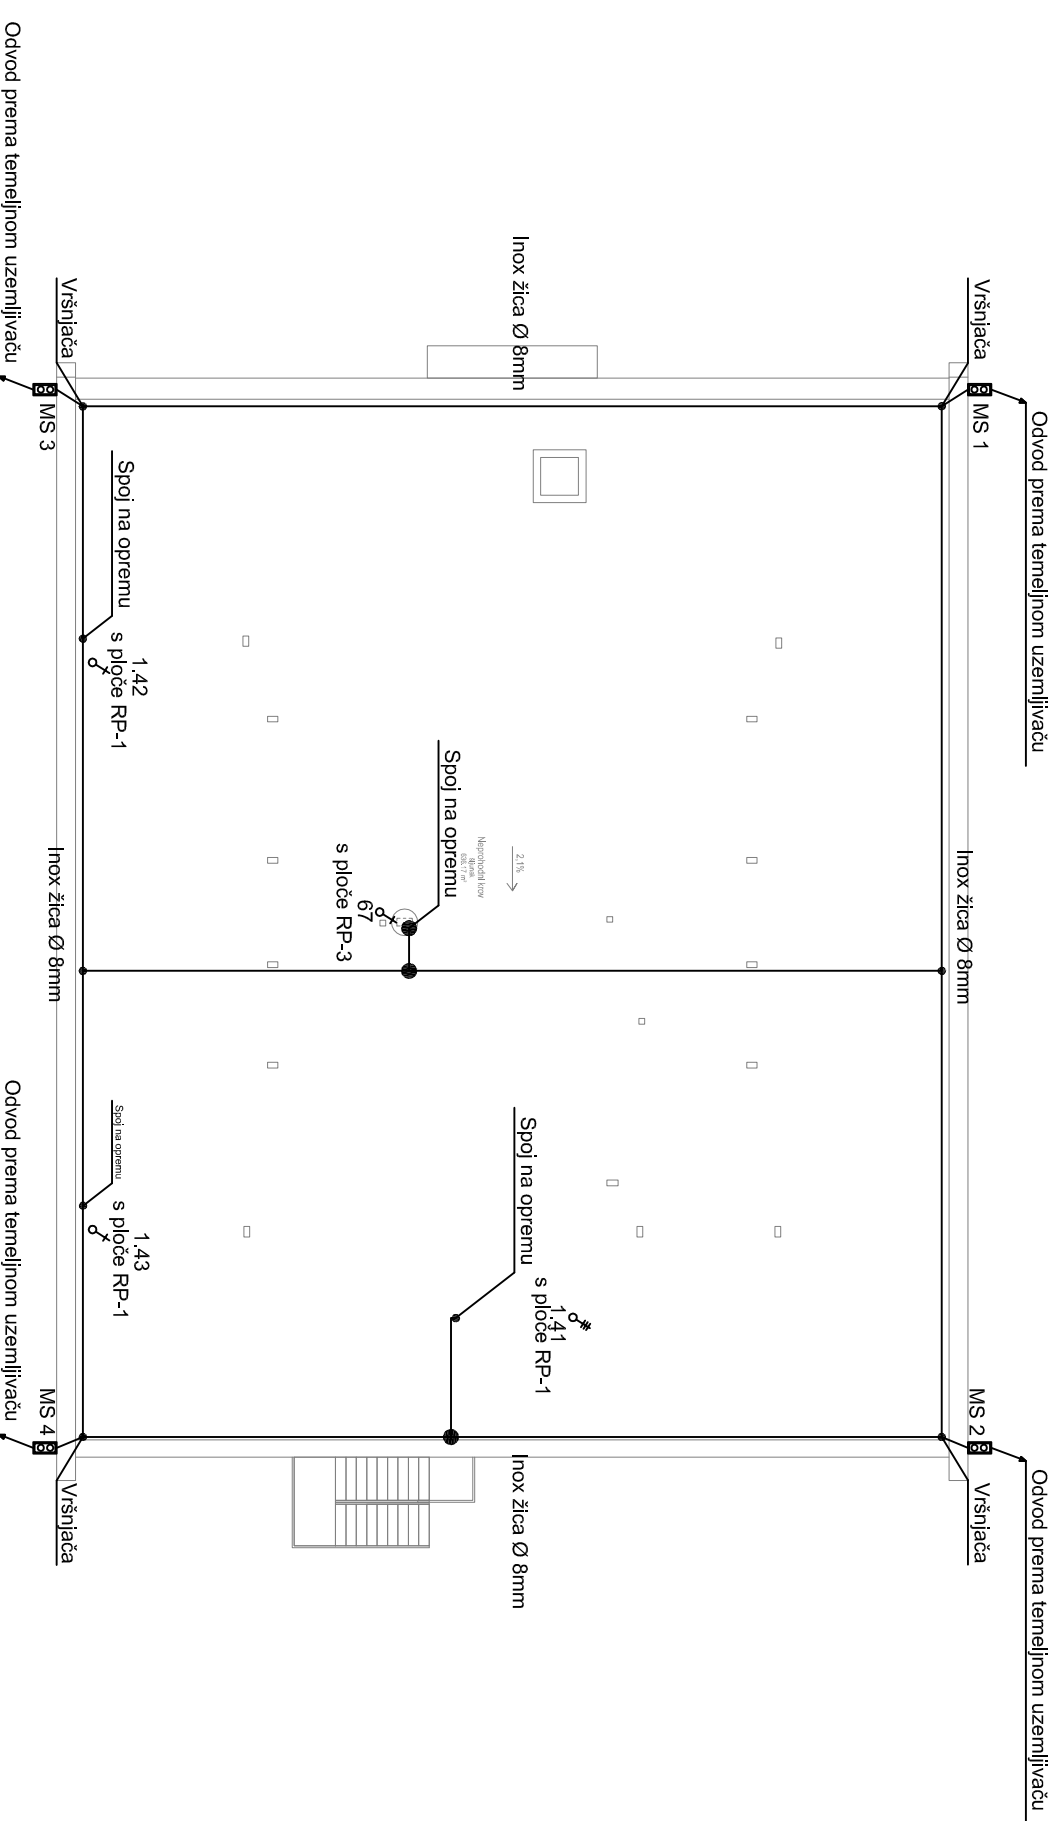 Odvod prema temeljnom uzemljivaču
Odvod prema temeljnom uzemljivaču
Vršnjača
MS 1
MS 2
Vršnjača
Inox žica Ø 8mm
Inox žica Ø 8mm
Inox žica Ø 8mm
2,1%
Neprohodni krov
Spoj na opremu
s ploče RP-3
67
Spoj na opremu
1,41
s ploče RP-1
1,42
s ploče RP-1
Spoj na opremu
1,43
s ploče RP-1
Spoj na opremu
Inox žica Ø 8mm
Vršnjača
MS 3
MS 4
Vršnjača
Odvod prema temeljnom uzemljivaču
Odvod prema temeljnom uzemljivaču